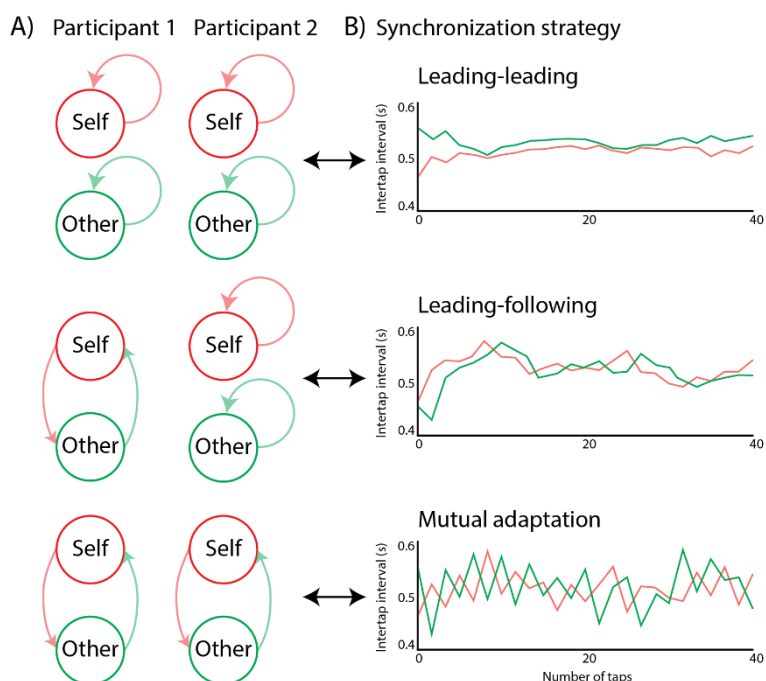 A) Participant 1 Participant 2 B) Synchronization strategy
Leading-leading
Self Self
Other Other
Intertap interval (s)
0.6
0.5
0.4
0 20 40
Leading-following
Self Self
Other Other
Intertap interval (s)
0.6
0.5
0.4
0 20 40
Mutual adaptation
Self Self
Other Other
Intertap interval (s)
0.6
0.5
0.4
0 20 40
Number of taps